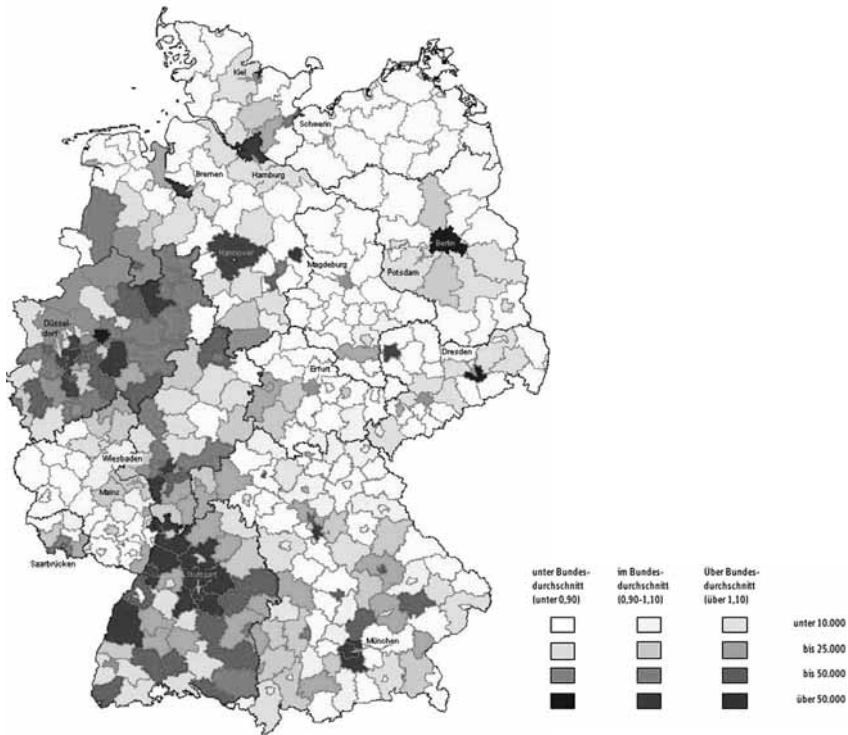 Kiel
Schwerin
Bremen
Hamburg
Hannover
Berlin
Magdeburg
Potsdam
Düssel-
dorf
Dresden
Erfurt
Wiesbaden
Mainz
Saarbrücken
Stuttgart
München
unter Bundes-
durchschnitt
(unter 0,90)
im Bundes-
durchschnitt
(0,90-1,10)
Über Bundes-
durchschnitt
(über 1,10)
unter 10.000
bis 25.000
bis 50.000
über 50.000